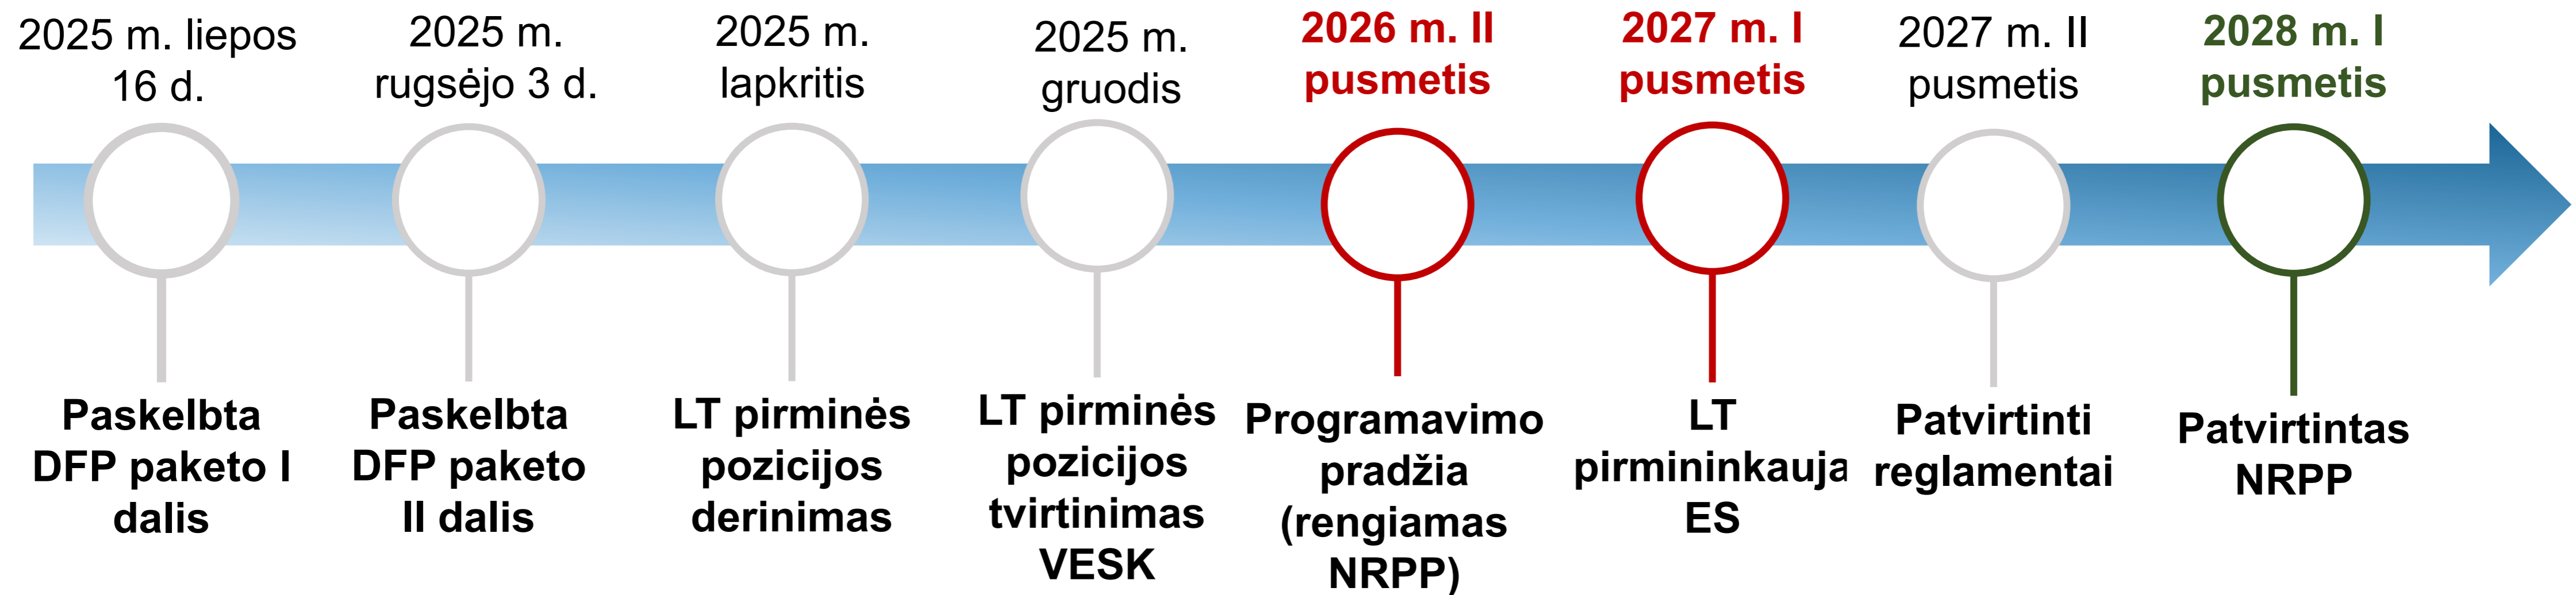 2025 m. liepos
16 d.
2025 m.
rugsėjo 3 d.
2025 m.
lapkritis
2025 m.
gruodis
2026 m. II
pusmetis
2027 m. I
pusmetis
2027 m. II
pusmetis
2028 m. I
pusmetis
Paskelbta
DFP paketo I
dalis
Paskelbta
DFP paketo
II dalis
LT pirminės
pozicijos
derinimas
LT pirminės
pozicijos
tvirtinimas
VESK
Programavimo
pradžia
(rengiamas
NRPP)
LT
pirmininkauja
ES
Patvirtinti
reglamentai
Patvirtintas
NRPP